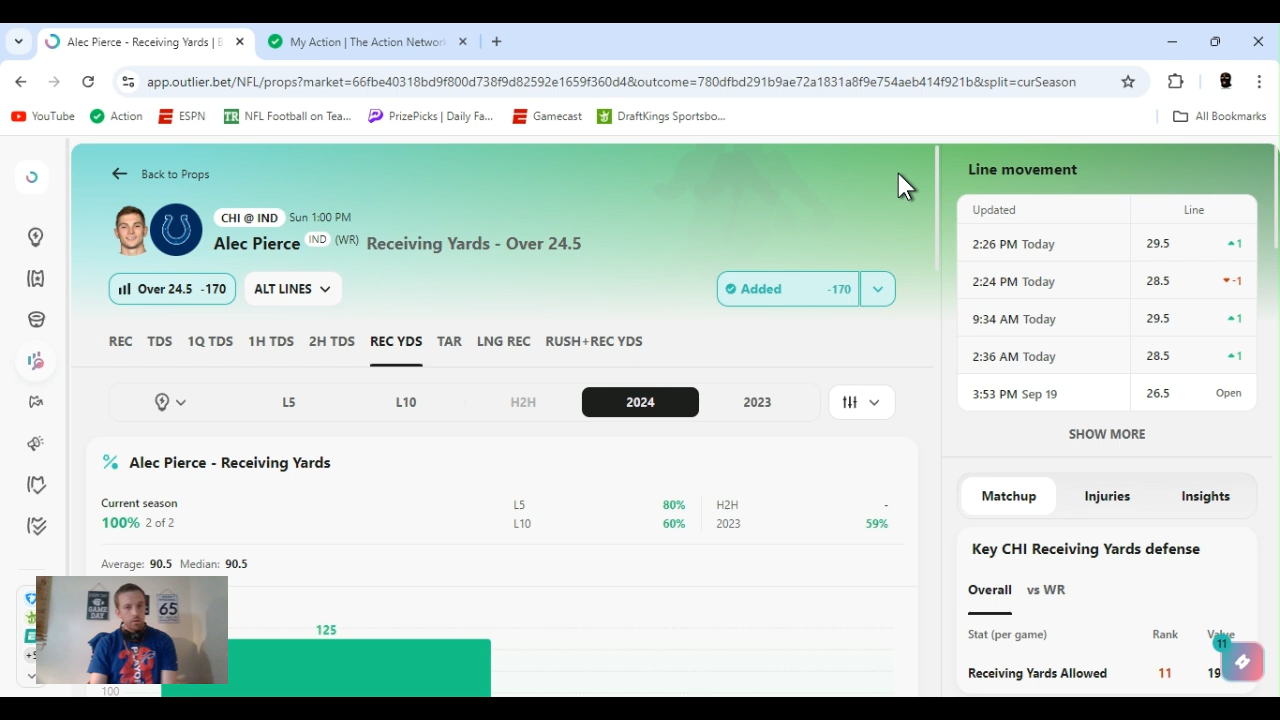 Alec Pierce - Receiving Yards | B
My Action | The Action Network
app.outlier.bet/NFL/props?market=66fbe40318bd9f800d738f9d82592e1659f360d4&outcome=780dfbd291b9ae72a1831a8f9e754aeb414f921b&split=curSeason
YouTube Action ESPN NFL Football on Tea... PrizePicks | Daily Fa... Gamecast DraftKings Sportsbo... All Bookmarks
Back to Props
CHI @ IND Sun 1:00 PM
Alec Pierce IND (WR) Receiving Yards - Over 24.5
Over 24.5 -170 ALT LINES Added -170
REC TDS 1Q TDS 1H TDS 2H TDS REC YDS TAR LNG REC RUSH+REC YDS
L5 L10 H2H 2024 2023
Alec Pierce - Receiving Yards
Current season L5 80% H2H -
100% 2 of 2 L10 60% 2023 59%
Average: 90.5 Median: 90.5
125
100
GAME DAY
65
Line movement
Updated Line
2:26 PM Today 29.5 1
2:24 PM Today 28.5 -1
9:34 AM Today 29.5 1
2:36 AM Today 28.5 1
3:53 PM Sep 19 26.5 Open
SHOW MORE
Matchup Injuries Insights
Key CHI Receiving Yards defense
Overall vs WR
Stat (per game) Rank Value
11
Receiving Yards Allowed 11 19